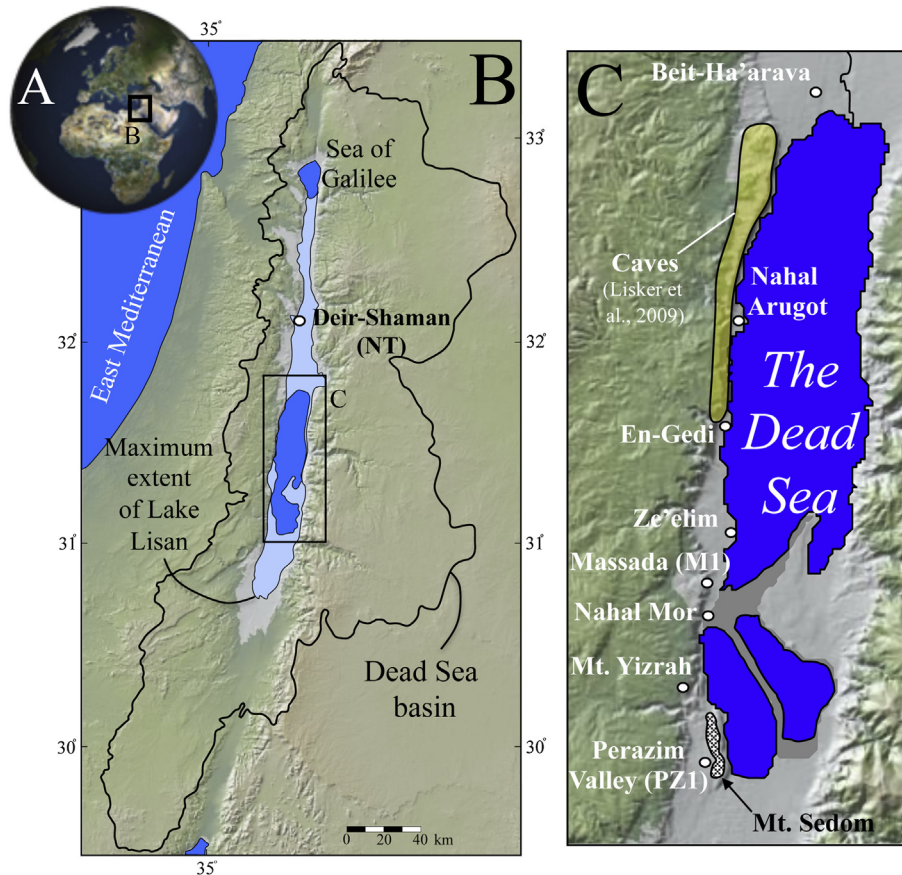 A
B
35°
B
33°
Sea of
Galilee
East Mediterranean
Deir-Shaman
(NT)
32°
C
Maximum
extent
of Lake
Lisan
31°
Dead Sea
basin
30°
0 20 40 km
35°
C
Beit-Ha'arava
Caves
(Lisker et
al., 2009)
Nahal
Arugot
The
Dead
Sea
En-Gedi
Ze'elim
Massada (M1)
Nahal Mor
Mt. Yizrah
Perazim
Valley (PZ1)
Mt. Sedom
33°
32°
31°
30°